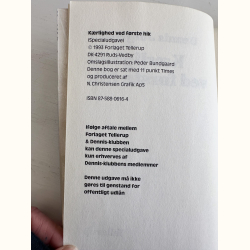 Kærlighed ved første hik
(Specialudgave)
© 1993 Forlaget Tellerup
DK-4291 Ruds-Vedby
Omslagsillustration: Peder Bundgaard
Denne bog er sat med 11 punkt Times
og produceret af
N. Christensen Grafik ApS
ISBN 87-588-0616-4
Ifølge aftale mellem
Forlaget Tellerup
& Dennis-klubben
kan denne specialudgave
kun erhverves af
Dennis-klubbens medlemmer
Denne udgave må ikke
gøres til genstand for
offentligt udlån